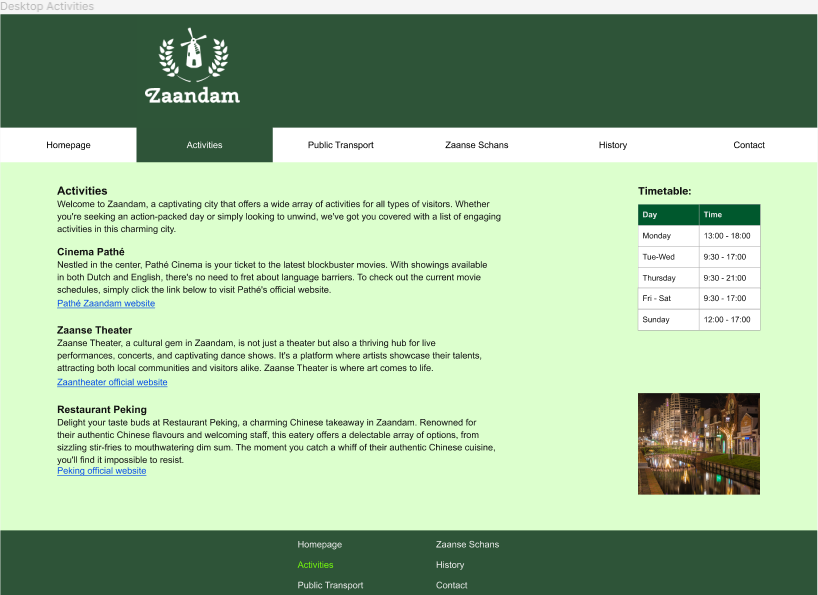 Desktop Activities
Zaandam
Homepage
Activities
Public Transport
Zaanse Schans
History
Contact
Activities
Welcome to Zaandam, a captivating city that offers a wide array of activities for all types of visitors. Whether
you're seeking an action-packed day or simply looking to unwind, we've got you covered with a list of engaging
activities in this charming city.
Cinema Pathé
Nestled in the center, Pathé Cinema is your ticket to the latest blockbuster movies. With showings available
in both Dutch and English, there's no need to fret about language barriers. To check out the current movie
schedules, simply click the link below to visit Pathé's official website.
Pathé Zaandam website
Zaanse Theater
Zaanse Theater, a cultural gem in Zaandam, is not just a theater but also a thriving hub for live
performances, concerts, and captivating dance shows. It's a platform where artists showcase their talents,
attracting both local communities and visitors alike. Zaanse Theater is where art comes to life.
Zaantheater official website
Restaurant Peking
Delight your taste buds at Restaurant Peking, a charming Chinese takeaway in Zaandam. Renowned for
their authentic Chinese flavours and welcoming staff, this eatery offers a delectable array of options, from
sizzling stir-fries to mouthwatering dim sum. The moment you catch a whiff of their authentic Chinese cuisine,
you'll find it impossible to resist.
Peking official website
Timetable:
Day Time
Monday 13:00 - 18:00
Tue-Wed 9:30 - 17:00
Thursday 9:30 - 21:00
Fri - Sat 9:30 - 17:00
Sunday 12:00 - 17:00
Homepage
Activities
Public Transport
Zaanse Schans
History
Contact